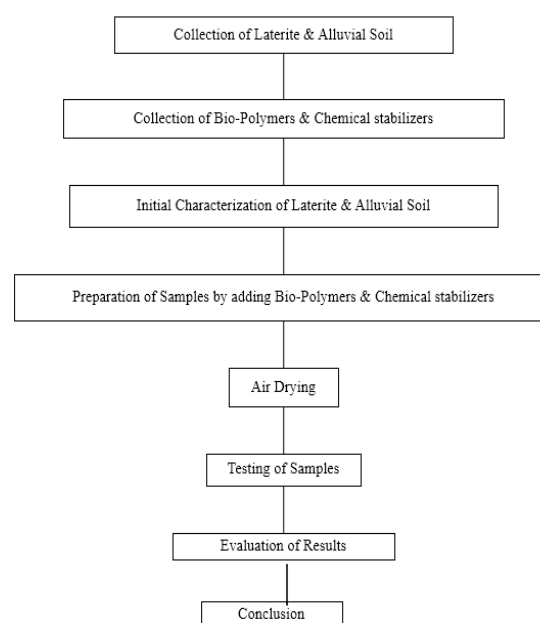 Collection of Laterite & Alluvial Soil
Collection of Bio-Polymers & Chemical stabilizers
Initial Characterization of Laterite & Alluvial Soil
Preparation of Samples by adding Bio-Polymers & Chemical stabilizers
Air Drying
Testing of Samples
Evaluation of Results
Conclusion